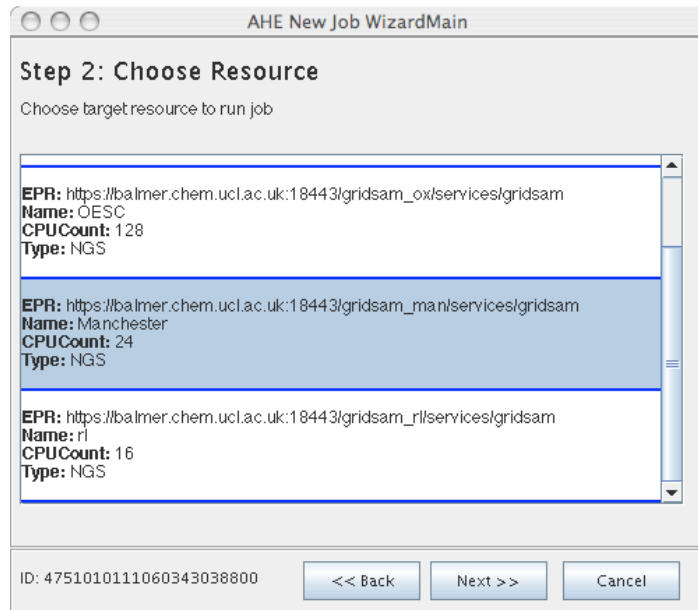 AHE New Job WizardMain
Step 2: Choose Resource
Choose target resource to run job
EPR: https://balmer.chem.ucl.ac.uk:18443/gridsam_ox/services/gridsam
Name: OESC
CPUCount: 128
Type: NGS
EPR: https://balmer.chem.ucl.ac.uk:18443/gridsam_man/services/gridsam
Name: Manchester
CPUCount: 24
Type: NGS
EPR: https://balmer.chem.ucl.ac.uk:18443/gridsam_rl/services/gridsam
Name: rl
CPUCount: 16
Type: NGS
ID: 4751010111060343038800 << Back Next >> Cancel